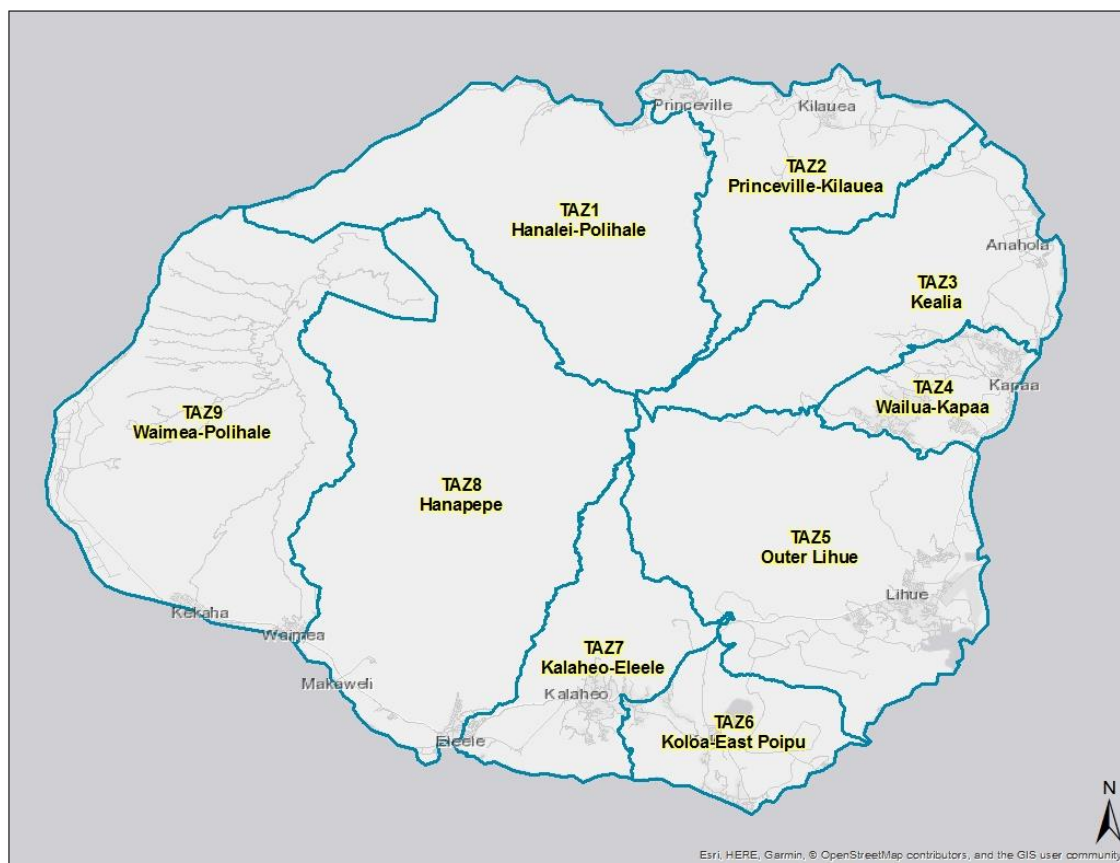 Princeville
Kilauea
TAZ2
Princeville-Kilauea
TAZ1
Hanalei-Polihale
Anahola
TAZ3
Kealia
TAZ4
Wailua-Kapaa
Kapaa
TAZ9
Waimea-Polihale
TAZ8
Hanapepe
TAZ5
Outer Lihue
Lihue
Kekaha
Waimea
TAZ7
Kalaheo-Eleele
Makaweli
Kalaheo
TAZ6
Koloa-East Poipu
Eleele
N
Esri, HERE, Garmin, © OpenStreetMap contributors, and the GIS user community